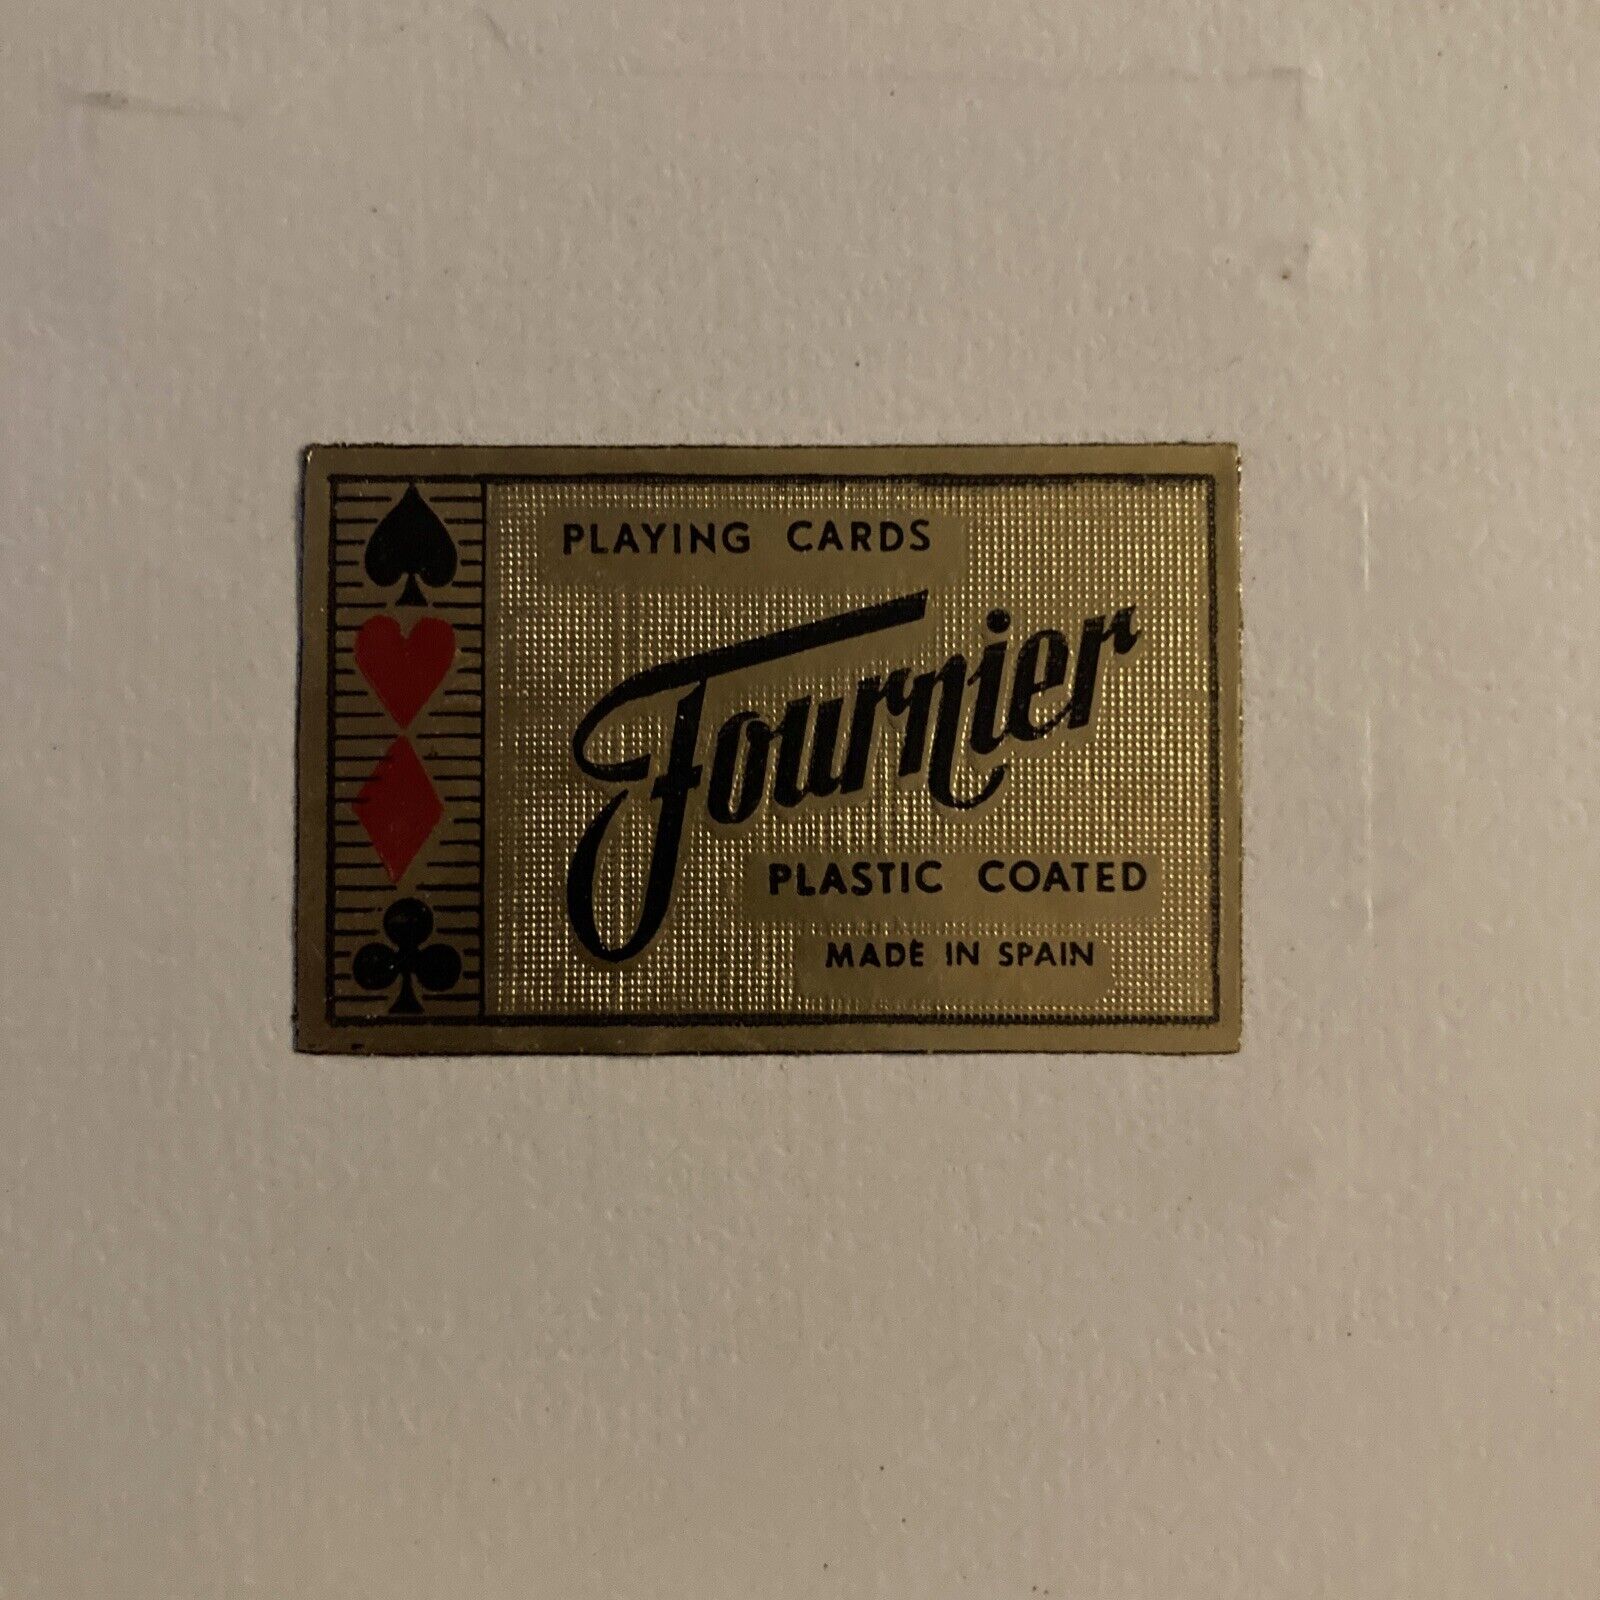 PLAYING CARDS
Fournier
PLASTIC COATED
MADE IN SPAIN